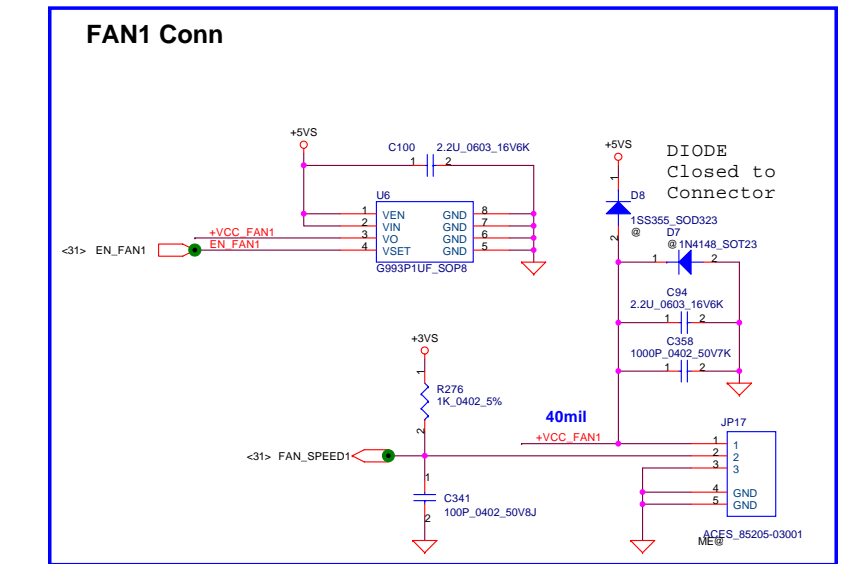 FAN1 Conn
+5VS
C100 2.2U_0603_16V6K
1 2
U6
1 VEN GND 8
2 VIN GND 7
+VCC_FAN1 3 VO GND 6
<31> EN_FAN1 EN_FAN1 4 VSET GND 5
G993P1UF_SOP8
+5VS
DIODE
Closed to
Connector
1
D8
1SS355_SOD323
2 @
D7
@1N4148_SOT23
1 2
C94
2.2U_0603_16V6K
1 2
C358
1000P_0402_50V7K
1 2
+3VS
1
R276
1K_0402_5%
2
40mil
+VCC_FAN1
<31> FAN_SPEED1
1
C341
100P_0402_50V8J
2
JP17
1 1
2 2
3 3
4 GND
5 GND
ACES_85205-03001
ME@